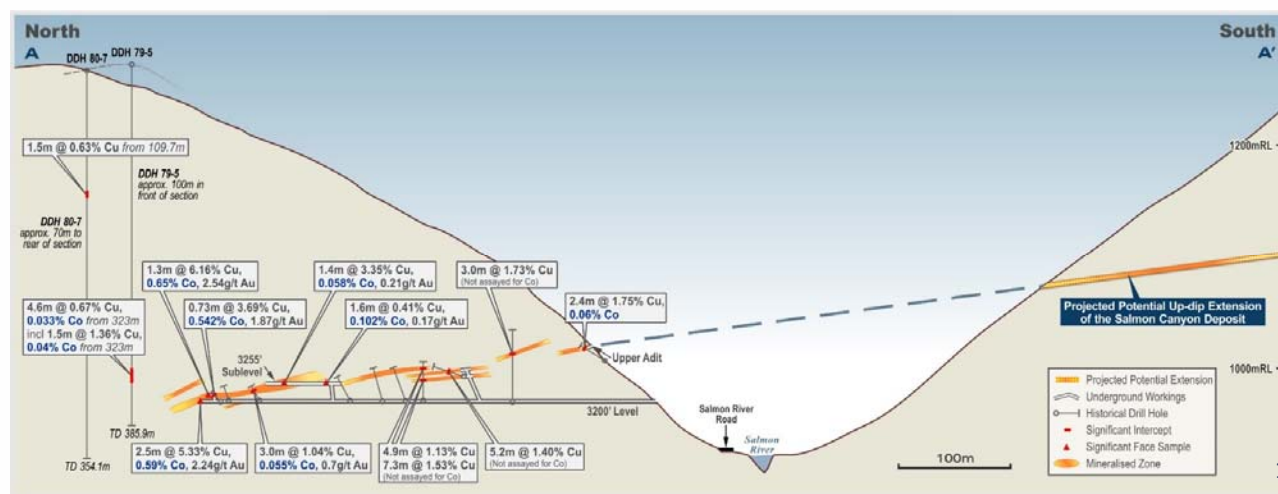 North
South
A
A'
DDH 80-7
DDH 79-5
1.5m @ 0.63% Cu from 109.7m
DDH 79-5
approx. 100m in
front of section
DDH 80-7
approx. 70m to
rear of section
1200mRL
1.3m @ 6.16% Cu,
0.65% Co, 2.54g/t Au
1.4m @ 3.35% Cu,
0.058% Co, 0.21g/t Au
3.0m @ 1.73% Cu
(Not assayed for Co)
4.6m @ 0.67% Cu,
0.033% Co from 323m
incl 1.5m @ 1.36% Cu,
0.04% Co from 323m
0.73m @ 3.69% Cu,
0.542% Co, 1.87g/t Au
1.6m @ 0.41% Cu,
0.102% Co, 0.17g/t Au
2.4m @ 1.75% Cu,
0.06% Co
Projected Potential Up-dip Extension
of the Salmon Canyon Deposit
3255'
Sublevel
Upper Adit
1000mRL
3200' Level
Salmon River
Road
Salmon
River
TD 385.9m
TD 354.1m
2.5m @ 5.33% Cu,
0.59% Co, 2.24g/t Au
3.0m @ 1.04% Cu,
0.055% Co, 0.7g/t Au
4.9m @ 1.13% Cu
7.3m @ 1.53% Cu
(Not assayed for Co)
5.2m @ 1.40% Cu
(Not assayed for Co)
100m
Projected Potential Extension
Underground Workings
Historical Drill Hole
Significant Intercept
Significant Face Sample
Mineralised Zone